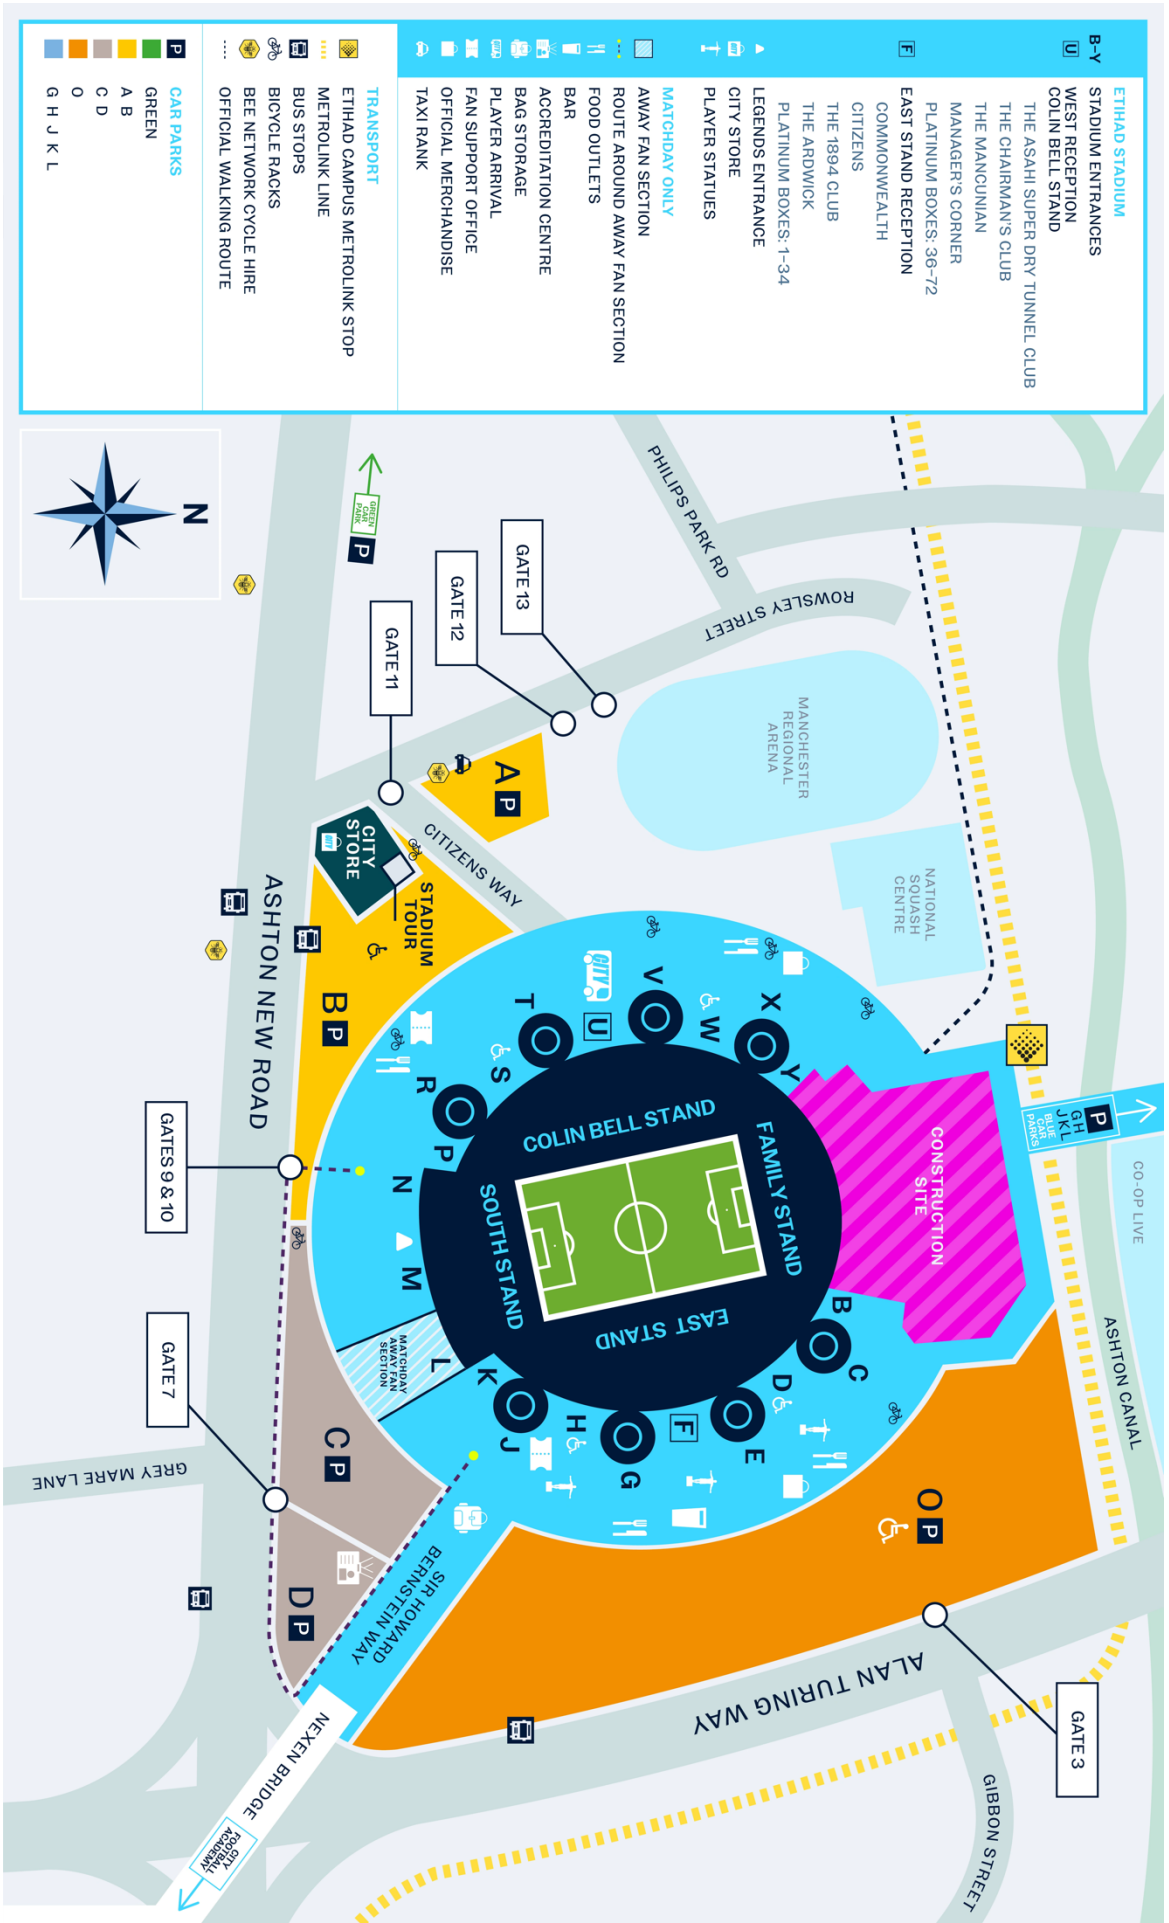 ETIHAD STADIUM
B–Y STADIUM ENTRANCES
U WEST RECEPTION
COLIN BELL STAND
THE ASAHI SUPER DRY TUNNEL CLUB
THE CHAIRMAN'S CLUB
THE MANCUNIAN
MANAGER'S CORNER
PLATINUM BOXES: 36–72
F EAST STAND RECEPTION
COMMONWEALTH
CITIZENS
THE 1894 CLUB
THE ARDWICK
PLATINUM BOXES: 1–34
LEGENDS ENTRANCE
CITY STORE
PLAYER STATUES
MATCHDAY ONLY
AWAY FAN SECTION
ROUTE AROUND AWAY FAN SECTION
FOOD OUTLETS
BAR
ACCREDITATION CENTRE
BAG STORAGE
PLAYER ARRIVAL
FAN SUPPORT OFFICE
OFFICIAL MERCHANDISE
TAXI RANK
TRANSPORT
ETIHAD CAMPUS METROLINK STOP
METROLINK LINE
BUS STOPS
BICYCLE RACKS
BEE NETWORK CYCLE HIRE
OFFICIAL WALKING ROUTE
P CAR PARKS
GREEN
A B
C D
O
G H J K L
N
PHILIPS PARK RD
ROWSLEY STREET
GREEN
CAR
PARK
P
GATE 13
GATE 12
GATE 11
MANCHESTER
REGIONAL
ARENA
NATIONAL
SQUASH
CENTRE
A P
CITIZENS WAY
CITY
STORE
CITY
STADIUM
TOUR
ASHTON NEW ROAD
B P
CITY
P
GH
JKL
BLUE
CAR
PARKS
CO-OP LIVE
ASHTON CANAL
CONSTRUCTION
SITE
Y
X
W
V
U
T
S
R
P
N
M
L
K
J
H
G
F
E
D
C
B
COLIN BELL STAND
FAMILY STAND
SOUTH STAND
EAST STAND
MATCHDAY
AWAY FAN
SECTION
GATES 9 & 10
GATE 7
GREY MARE LANE
C P
D P
O P
SIR HOWARD
BERNSTEIN WAY
ALAN TURING WAY
GATE 3
GIBBON STREET
NEXEN BRIDGE
CITY
FOOTBALL
ACADEMY